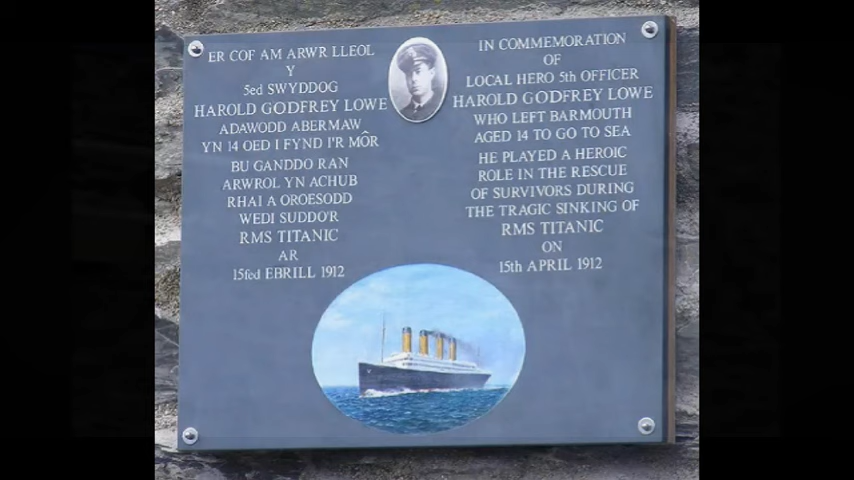 ER COF AM ARWR LLEOL
Y
5ed SWYDDOG
HAROLD GODFREY LOWE
ADAWODD ABERMAW
YN 14 OED I FYND I'R MÔR
BU GANDDO RAN
ARWROL YN ACHUB
RHAI A OROESODD
WEDI SUDDO'R
RMS TITANIC
AR
15fed EBRILL 1912
IN COMMEMORATION
OF
LOCAL HERO 5th OFFICER
HAROLD GODFREY LOWE
WHO LEFT BARMOUTH
AGED 14 TO GO TO SEA
HE PLAYED A HEROIC
ROLE IN THE RESCUE
OF SURVIVORS DURING
THE TRAGIC SINKING OF
RMS TITANIC
ON
15th APRIL 1912